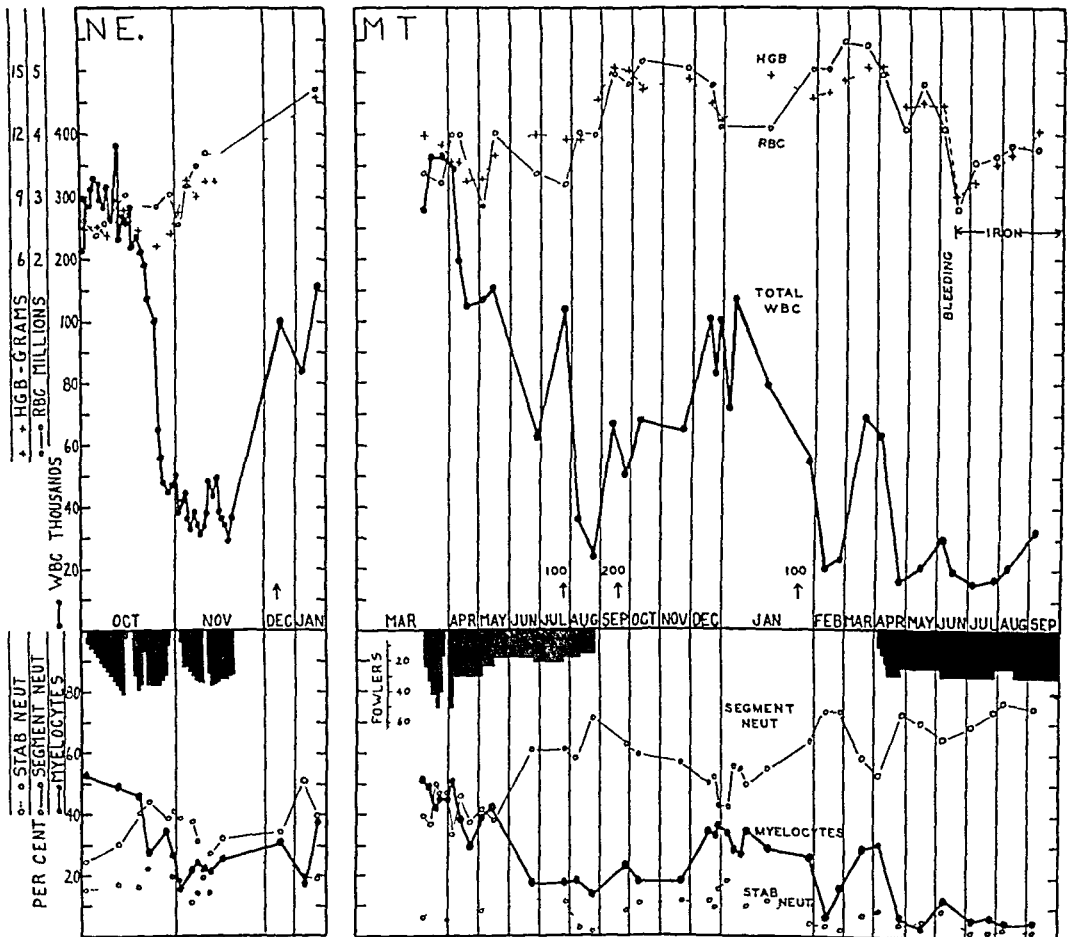 NE.
MT
15 5
12 4
9 3
6 2
+ HGB-GRAMS
o—o RBC MILLIONS
WBC THOUSANDS
400
300
200
100
80
60
40
20
HGB
RBC
TOTAL WBC
BLEEDING
IRON
100
200
100
OCT NOV DEC JAN
MAR APR MAY JUN JUL AUG SEP OCT NOV DEC JAN FEB MAR APR MAY JUN JUL AUG SEP
FOWLERS
20
40
60
STAB NEUT
SEGMENT NEUT
MYELOCYTES
PER CENT
80
60
40
20
SEGMENT NEUT
MYELOCYTES
STAB NEUT